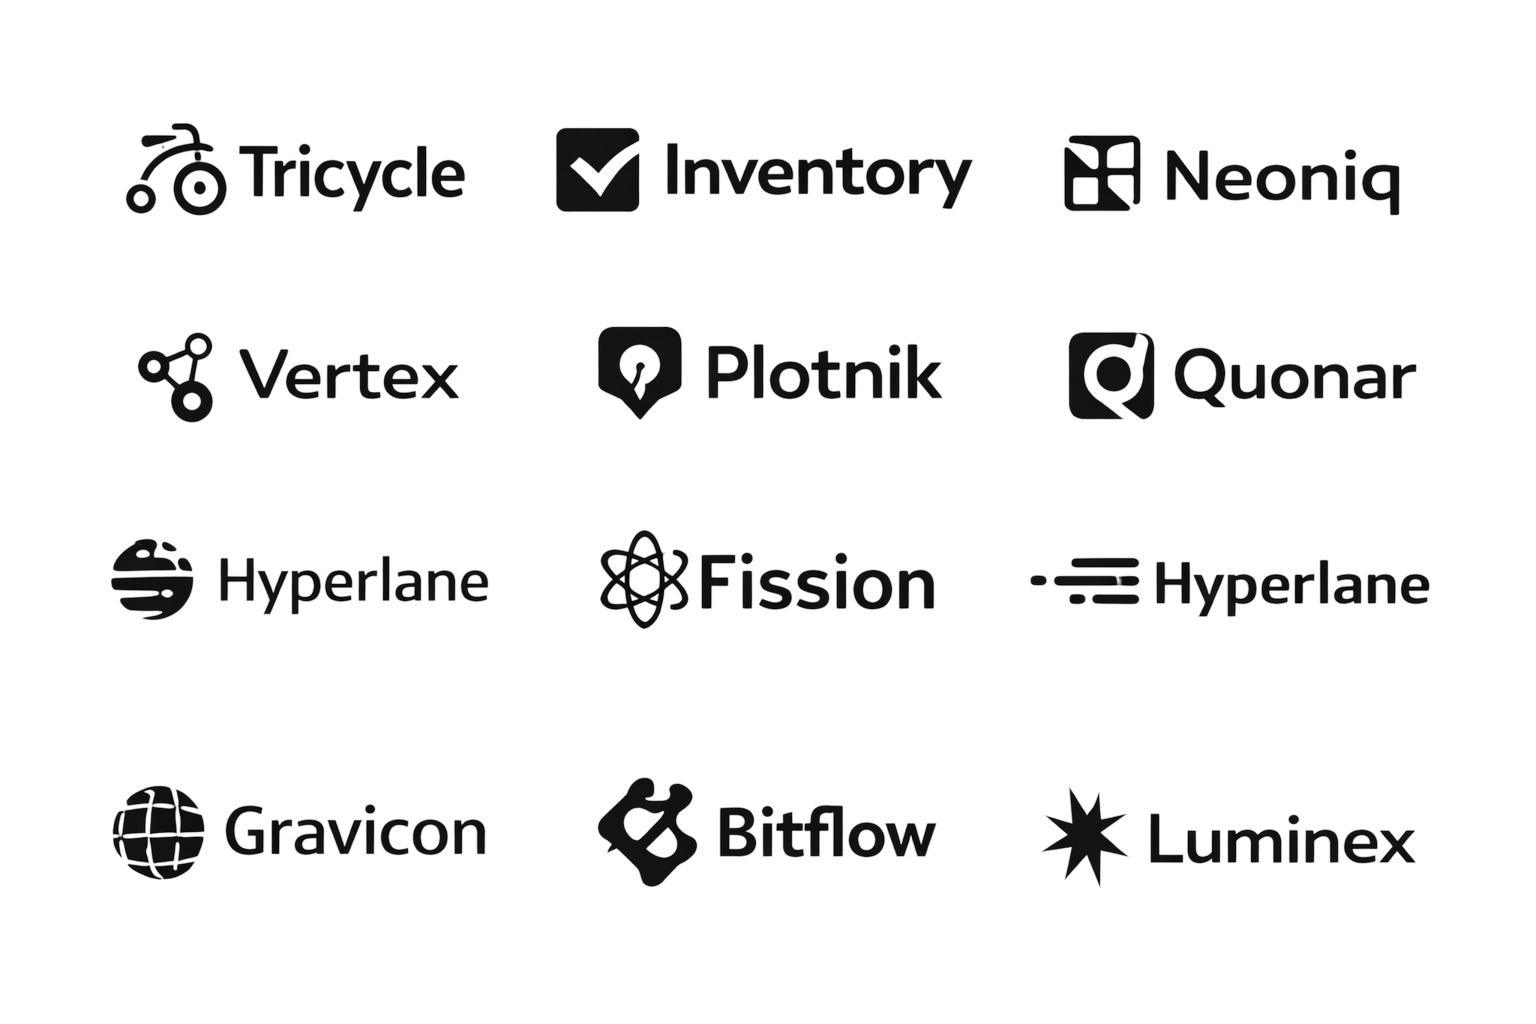 Tricycle
Inventory
Neoniq
Vertex
Plotnik
Quonar
Hyperlane
Fission
Hyperlane
Gravicon
Bitflow
Luminex